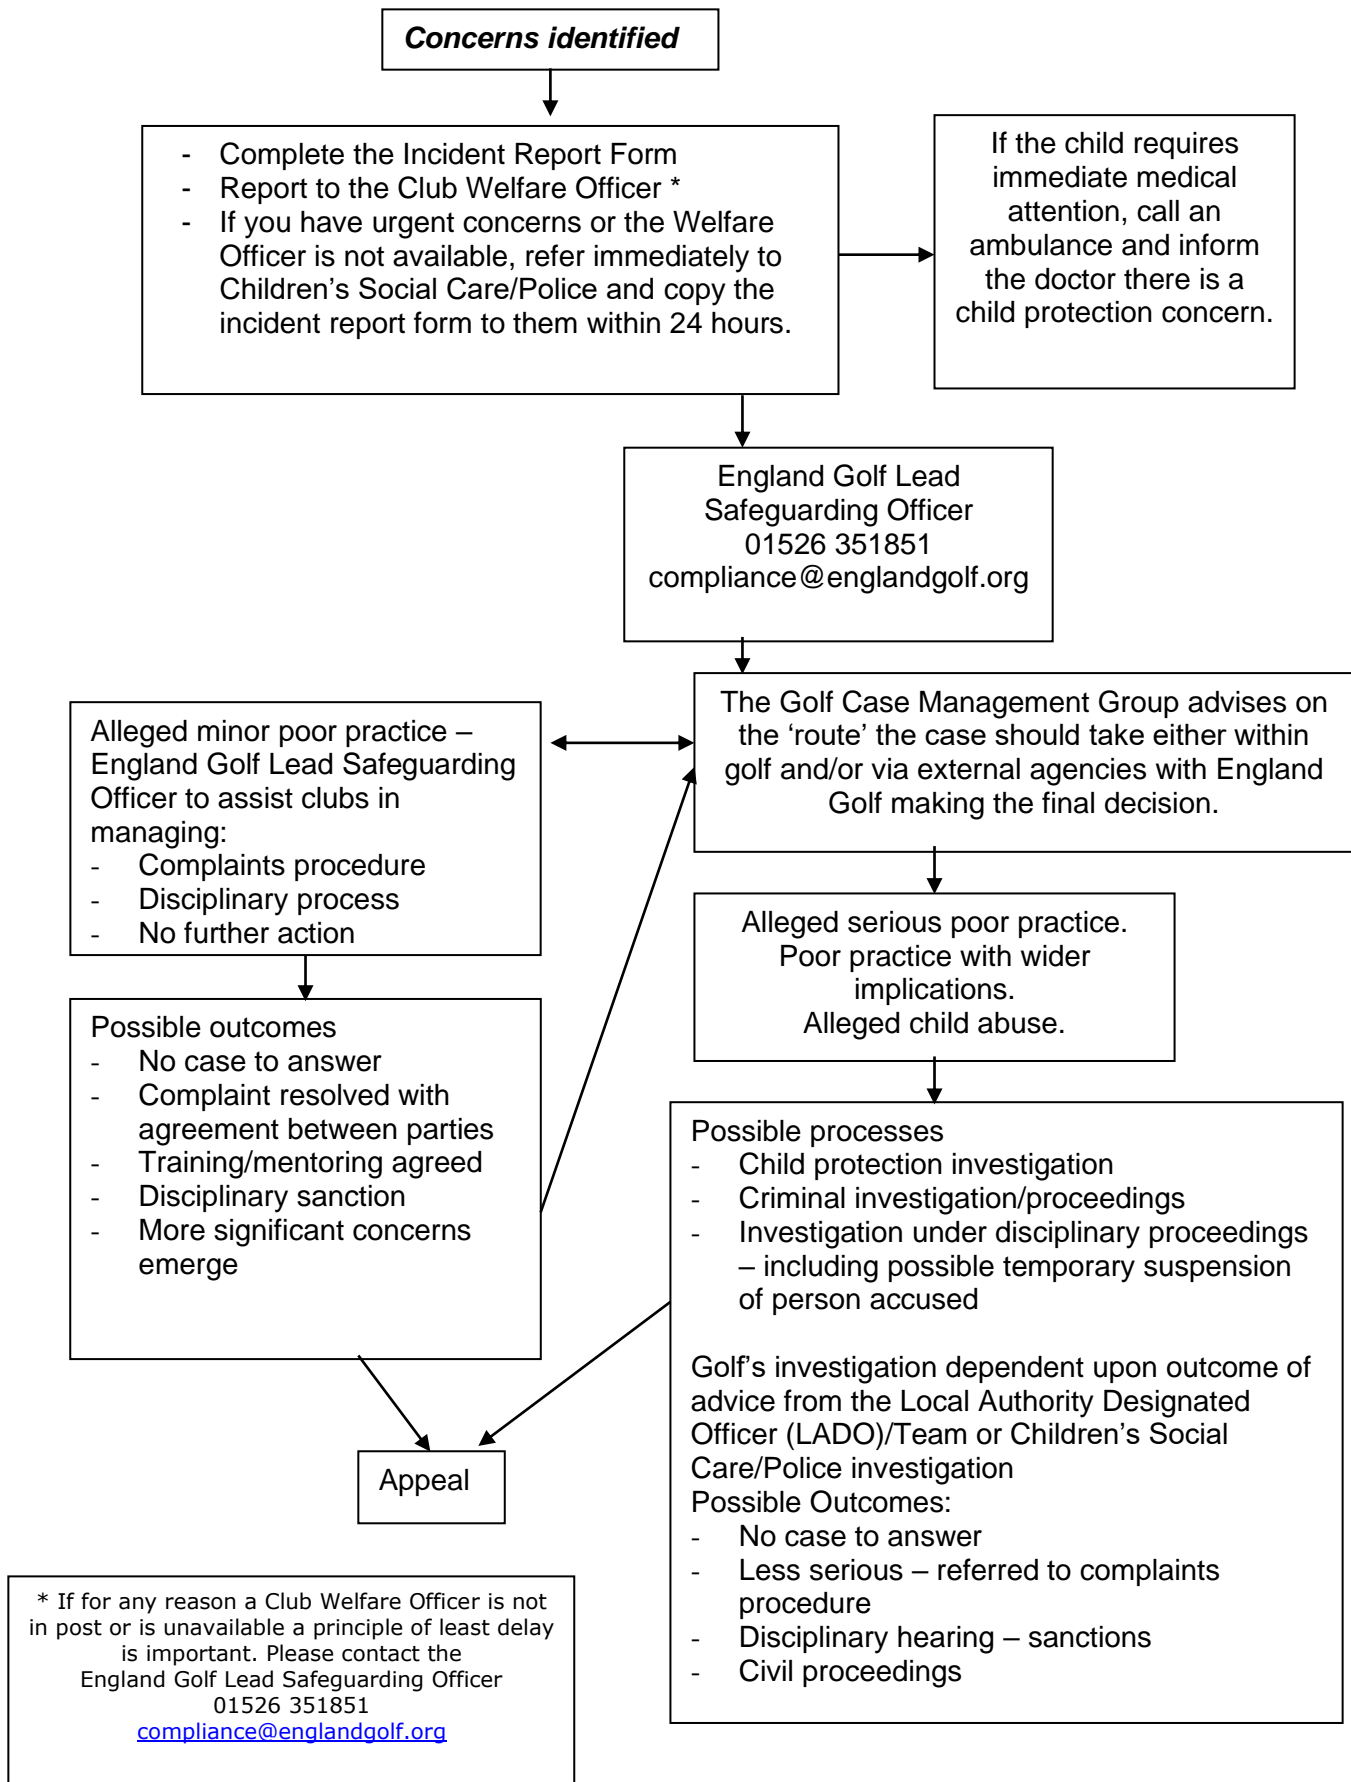 Concerns identified
- Complete the Incident Report Form
- Report to the Club Welfare Officer *
- If you have urgent concerns or the Welfare
Officer is not available, refer immediately to
Children’s Social Care/Police and copy the
incident report form to them within 24 hours.
If the child requires
immediate medical
attention, call an
ambulance and inform
the doctor there is a
child protection concern.
England Golf Lead
Safeguarding Officer
01526 351851
compliance@englandgolf.org
The Golf Case Management Group advises on
the ‘route’ the case should take either within
golf and/or via external agencies with England
Golf making the final decision.
Alleged minor poor practice –
England Golf Lead Safeguarding
Officer to assist clubs in
managing:
- Complaints procedure
- Disciplinary process
- No further action
Alleged serious poor practice.
Poor practice with wider
implications.
Alleged child abuse.
Possible outcomes
- No case to answer
- Complaint resolved with
agreement between parties
- Training/mentoring agreed
- Disciplinary sanction
- More significant concerns
emerge
Possible processes
- Child protection investigation
- Criminal investigation/proceedings
- Investigation under disciplinary proceedings
– including possible temporary suspension
of person accused
Golf’s investigation dependent upon outcome of
advice from the Local Authority Designated
Officer (LADO)/Team or Children’s Social
Care/Police investigation
Possible Outcomes:
- No case to answer
- Less serious – referred to complaints
procedure
- Disciplinary hearing – sanctions
- Civil proceedings
Appeal
* If for any reason a Club Welfare Officer is not
in post or is unavailable a principle of least delay
is important. Please contact the
England Golf Lead Safeguarding Officer
01526 351851
compliance@englandgolf.org